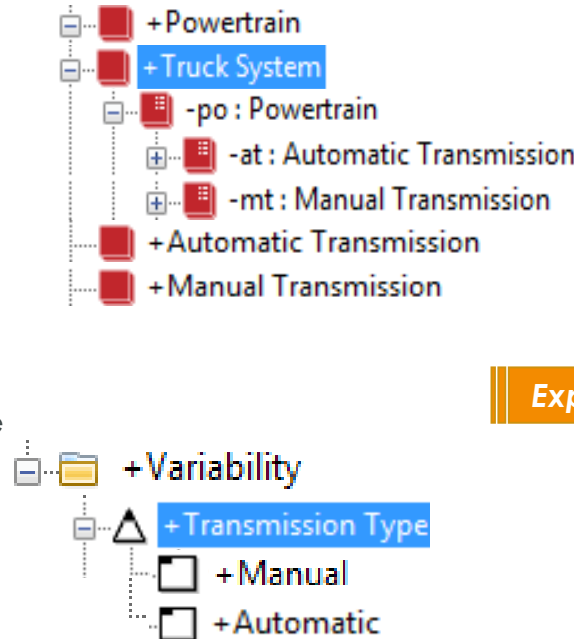 +Powertrain
+Truck System
-po : Powertrain
-at : Automatic Transmission
-mt : Manual Transmission
+Automatic Transmission
+Manual Transmission
Exp
e
+Variability
+Transmission Type
+Manual
+Automatic